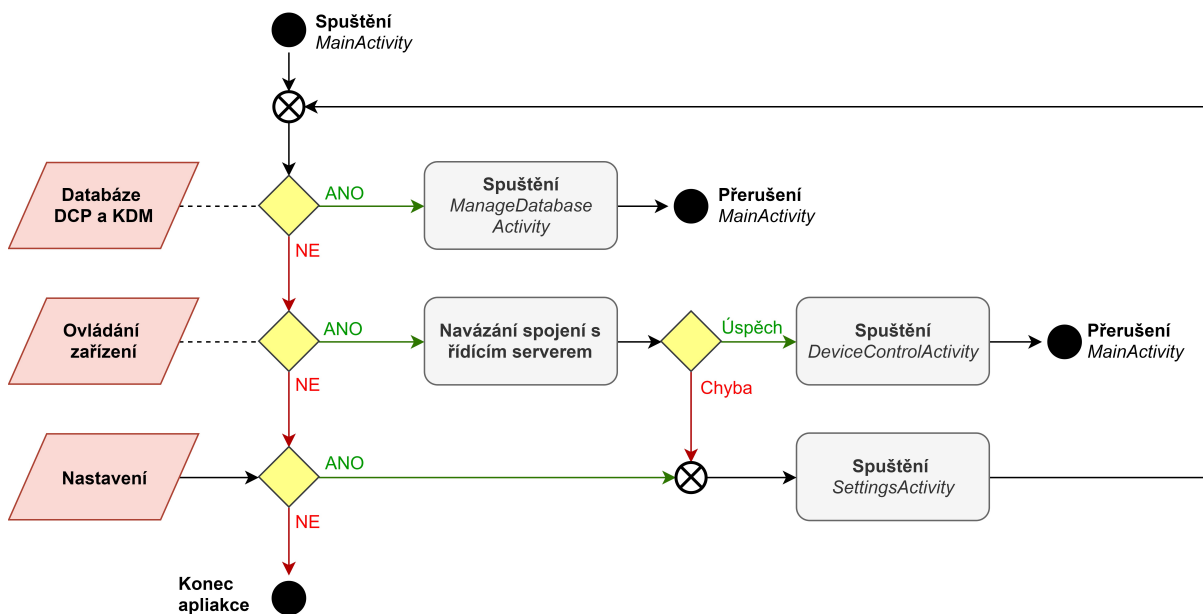 Spuštění
MainActivity
Databáze
DCP a KDM
ANO
Spuštění
ManageDatabase
Activity
Přerušení
MainActivity
NE
Ovládání
zařízení
ANO
Navázání spojení s
řídícím serverem
Úspěch
Spuštění
DeviceControlActivity
Přerušení
MainActivity
NE
Chyba
Nastavení
ANO
Spuštění
SettingsActivity
NE
Konec
apliakce